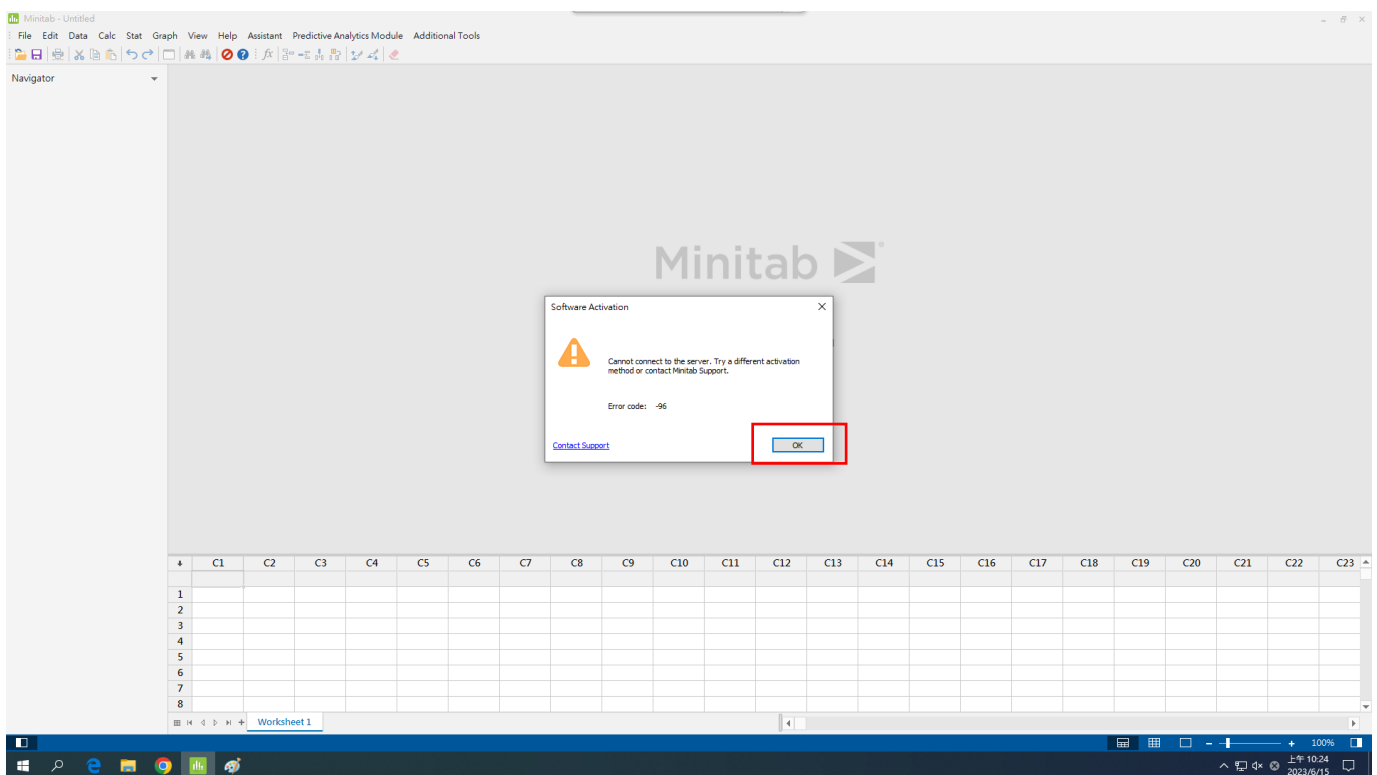 Minitab - Untitled
File Edit Data Calc Stat Graph View Help Assistant Predictive Analytics Module Additional Tools
Navigator
Minitab
Software Activation
Cannot connect to the server. Try a different activation
method or contact Minitab Support.
Error code: -96
Contact Support
OK
C1 C2 C3 C4 C5 C6 C7 C8 C9 C10 C11 C12 C13 C14 C15 C16 C17 C18 C19 C20 C21 C22 C23
1
2
3
4
5
6
7
8
Worksheet 1
100%
上午 10:24
2023/6/15